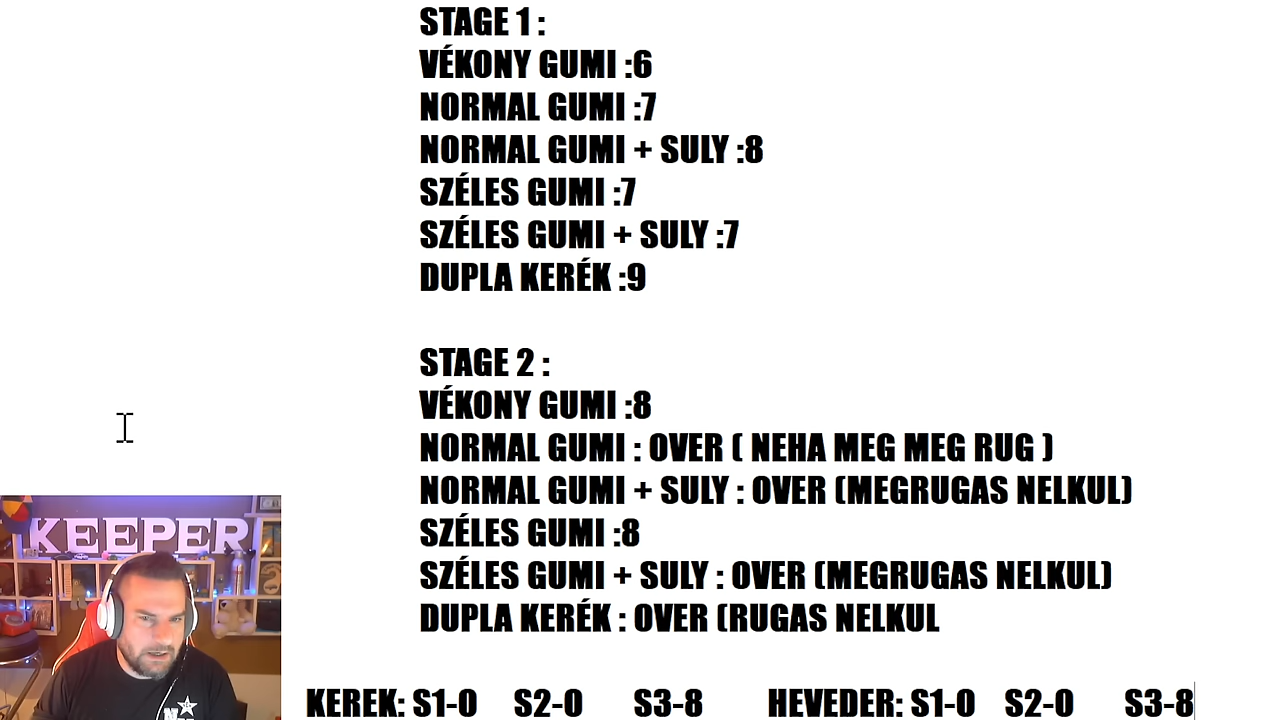 STAGE 1 :
VÉKONY GUMI :6
NORMAL GUMI :7
NORMAL GUMI + SULY :8
SZÉLES GUMI :7
SZÉLES GUMI + SULY :7
DUPLA KERÉK :9
STAGE 2 :
VÉKONY GUMI :8
NORMAL GUMI : OVER ( NEHA MEG MEG RUG )
NORMAL GUMI + SULY : OVER (MEGRUGAS NELKUL)
SZÉLES GUMI :8
SZÉLES GUMI + SULY : OVER (MEGRUGAS NELKUL)
DUPLA KERÉK : OVER (RUGAS NELKUL
KEEPER
KEREK: S1-0 S2-0 S3-8 HEVEDER: S1-0 S2-0 S3-8